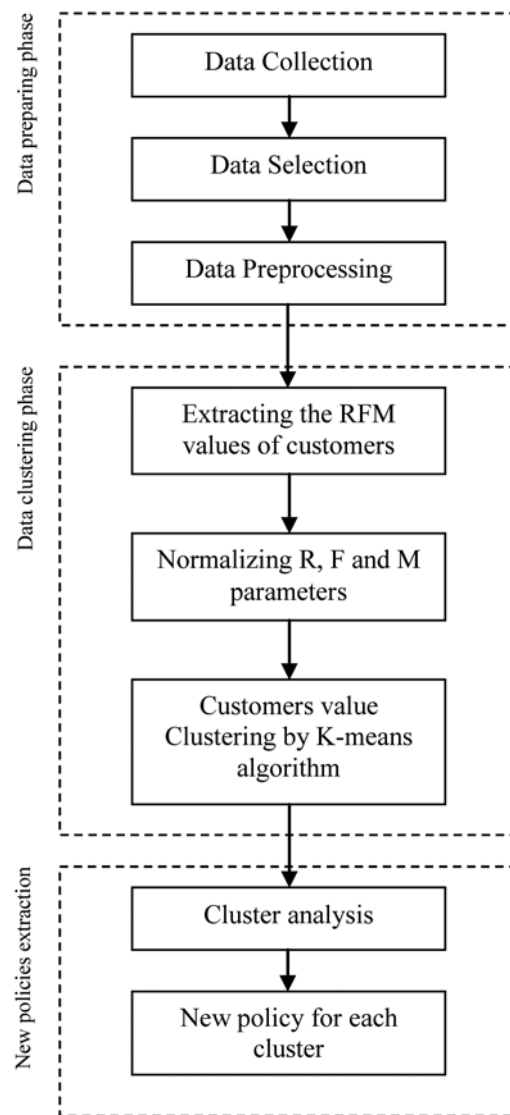 Data preparing phase
Data Collection
Data Selection
Data Preprocessing
Data clustering phase
Extracting the RFM
values of customers
Normalizing R, F and M
parameters
Customers value
Clustering by K-means
algorithm
New policies extraction
Cluster analysis
New policy for each
cluster